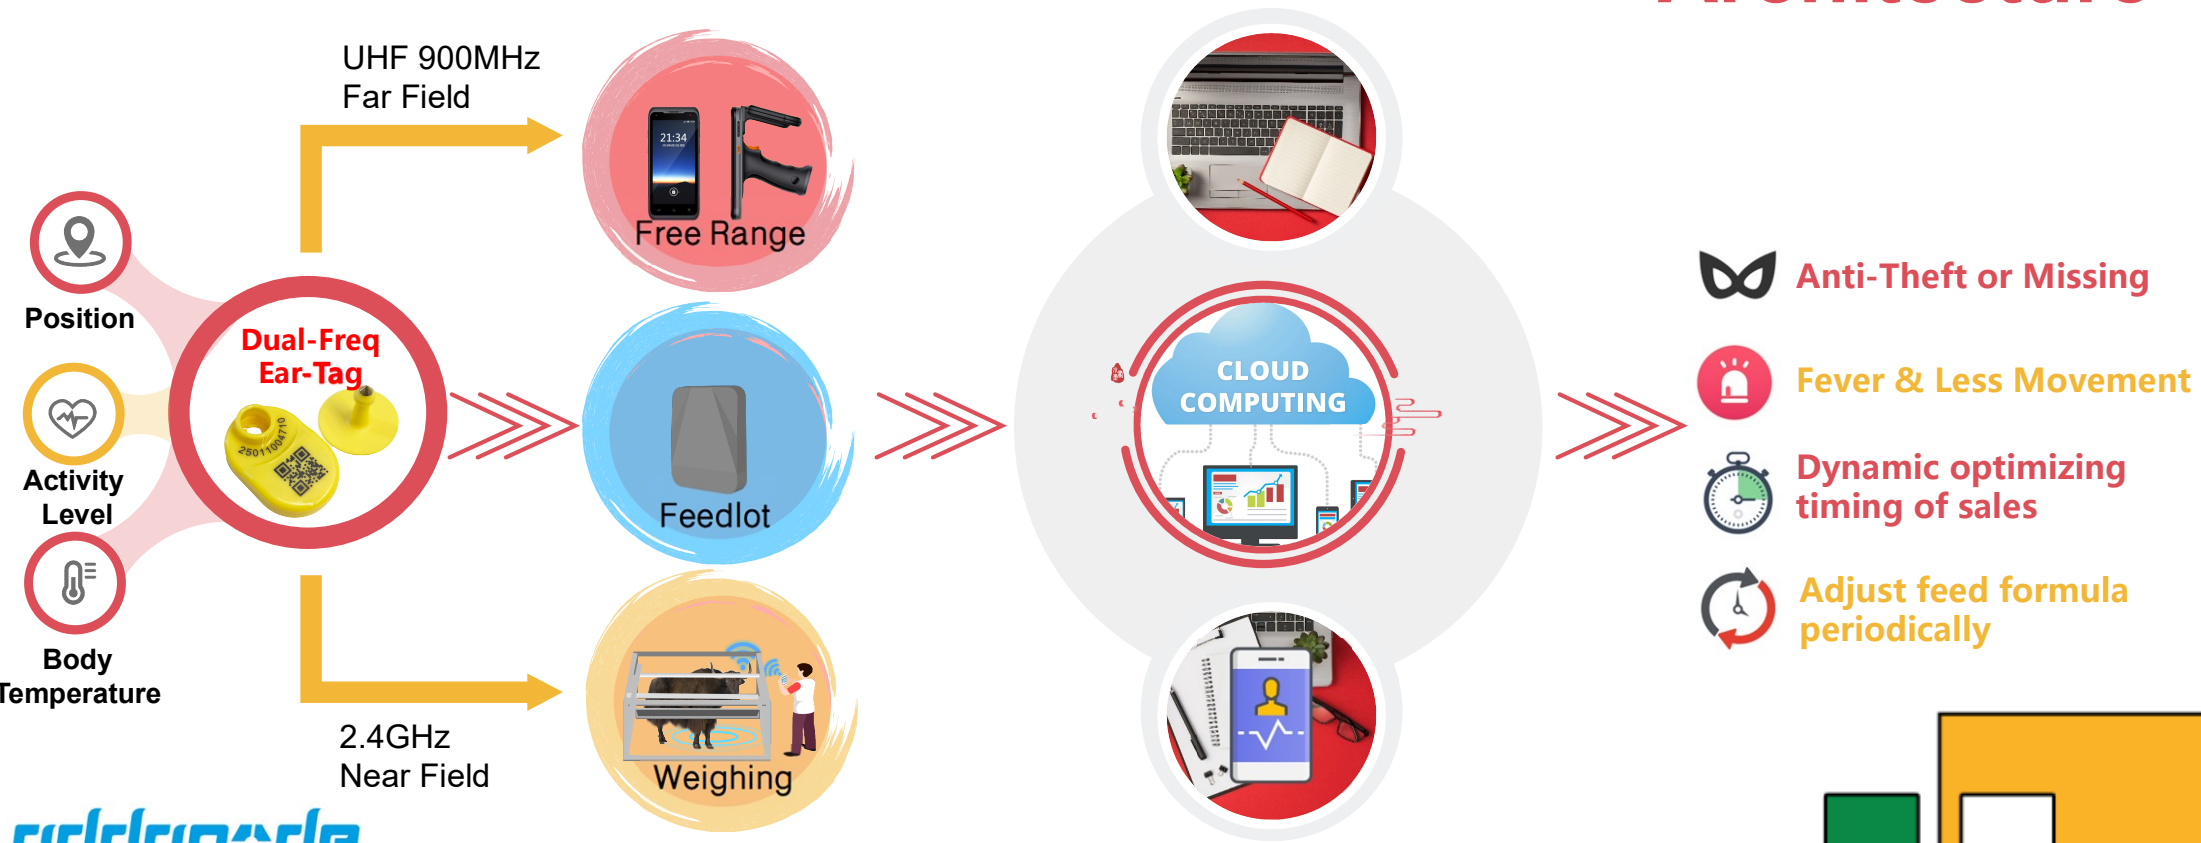 Architecture
UHF 900MHz
Far Field
21:34
Free Range
Position
Dual-Freq
Ear-Tag
25011004710
Activity
Level
Feedlot
CLOUD
COMPUTING
Body
Temperature
2.4GHz
Near Field
Weighing
Anti-Theft or Missing
Fever & Less Movement
Dynamic optimizing
timing of sales
Adjust feed formula
periodically